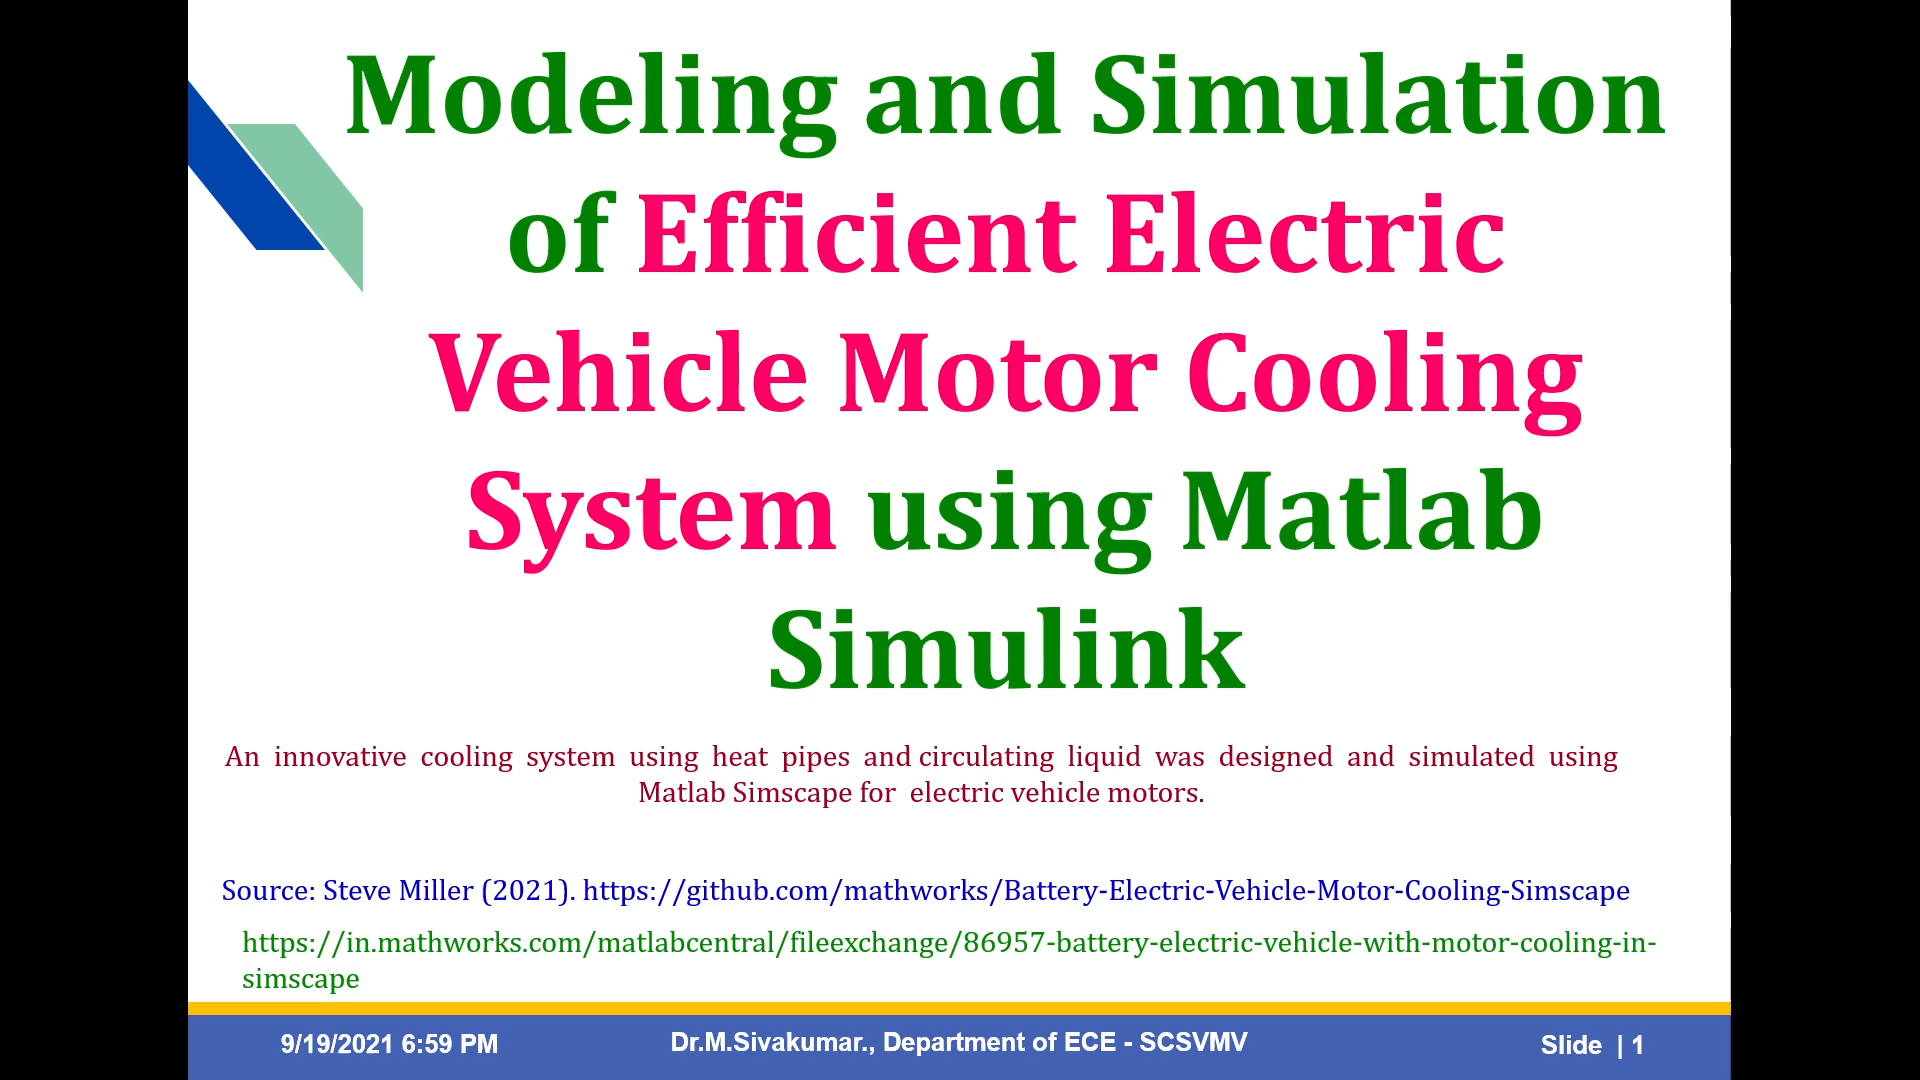 Modeling and Simulation
of Efficient Electric
Vehicle Motor Cooling
System using Matlab
Simulink
An innovative cooling system using heat pipes and circulating liquid was designed and simulated using
Matlab Simscape for electric vehicle motors.
Source: Steve Miller (2021). https://github.com/mathworks/Battery-Electric-Vehicle-Motor-Cooling-Simscape
https://in.mathworks.com/matlabcentral/fileexchange/86957-battery-electric-vehicle-with-motor-cooling-in-
simscape
9/19/2021 6:59 PM
Dr.M.Sivakumar., Department of ECE - SCSVMV
Slide | 1